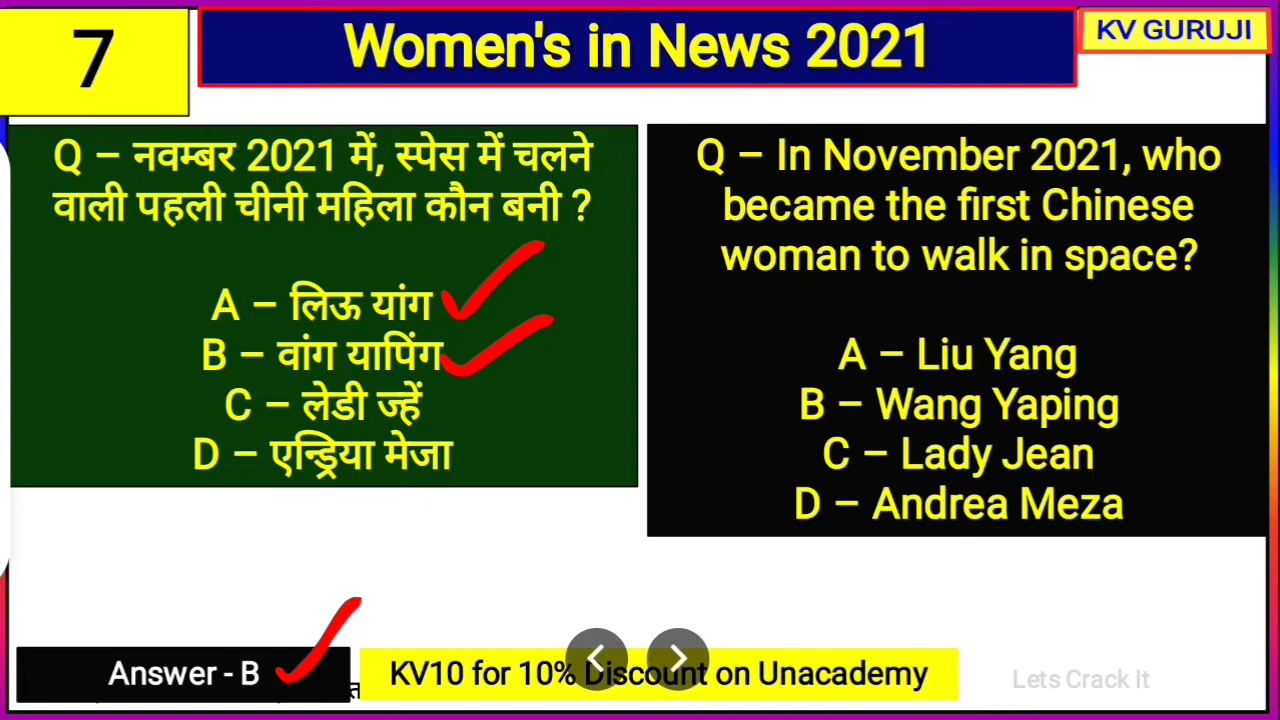 7
Women's in News 2021
KV GURUJI
Q – नवम्बर 2021 में, स्पेस में चलने
वाली पहली चीनी महिला कौन बनी ?
A – लिऊ यांग
B – वांग यापिंग
C – लेडी ज्हें
D – एन्ड्रिया मेजा
Q – In November 2021, who
became the first Chinese
woman to walk in space?
A – Liu Yang
B – Wang Yaping
C – Lady Jean
D – Andrea Meza
Answer - B
KV10 for 10% Discount on Unacademy
Lets Crack It